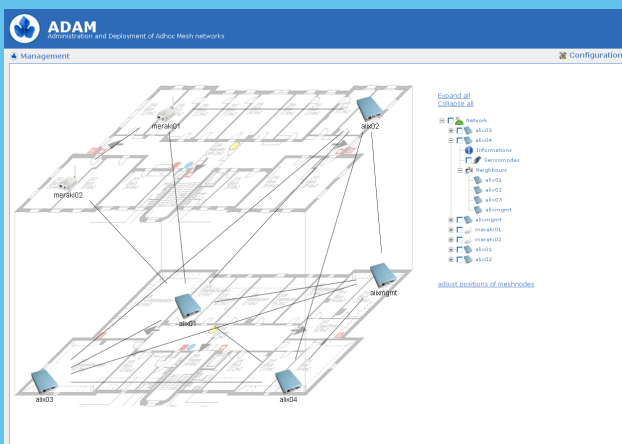 ADAM
Administration and Deployment of Adhoc Mesh networks
Management
Configuration
meraki01
alix02
meraki02
alixmgmt
alix01
alix03
alix04
Expand all
Collapse all
Network
alix03
alix04
Informations
Sensornodes
Neighbours
alix01
alix02
alix03
alixmgmt
alixmgmt
meraki01
meraki02
alix01
alix02
adjust positions of meshnodes